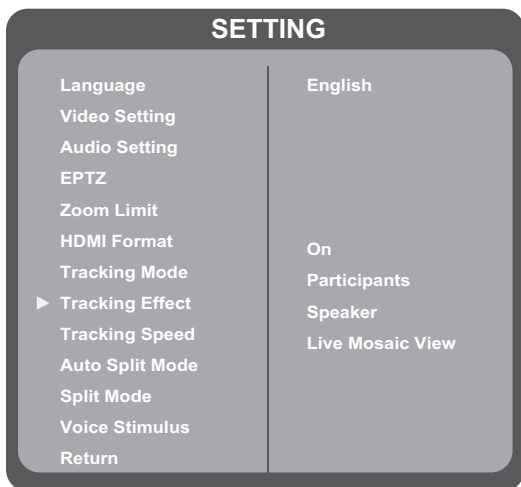 SETTING
Language
Video Setting
Audio Setting
EPTZ
Zoom Limit
HDMI Format
Tracking Mode
Tracking Effect
Tracking Speed
Auto Split Mode
Split Mode
Voice Stimulus
Return
English
On
Participants
Speaker
Live Mosaic View